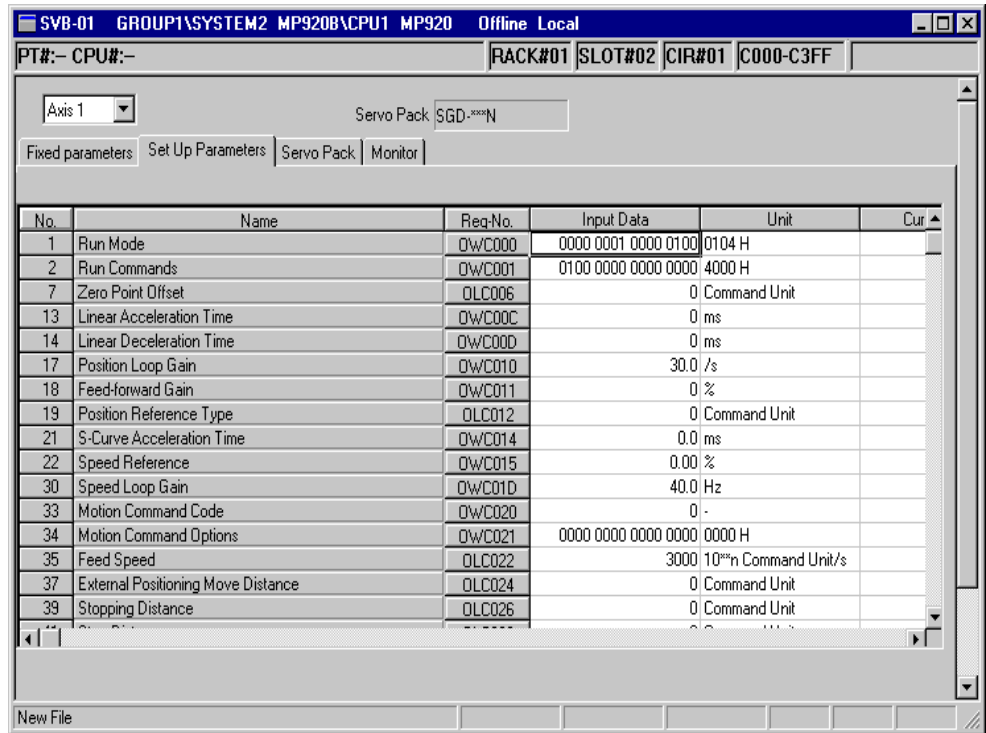 SVB-01 GROUP1\SYSTEM2 MP920B\CPU1 MP920 Offline Local
PT#:– CPU#:– RACK#01 SLOT#02 CIR#01 C000-C3FF
Axis 1 Servo Pack SGD-***N
Fixed parameters Set Up Parameters Servo Pack Monitor
No. Name Reg-No. Input Data Unit Cur
1 Run Mode OWC000 0000 0001 0000 0100 0104 H
2 Run Commands OWC001 0100 0000 0000 0000 4000 H
7 Zero Point Offset OLC006 0 Command Unit
13 Linear Acceleration Time OWC00C 0 ms
14 Linear Deceleration Time OWC00D 0 ms
17 Position Loop Gain OWC010 30.0 /s
18 Feed-forward Gain OWC011 0 %
19 Position Reference Type OLC012 0 Command Unit
21 S-Curve Acceleration Time OWC014 0.0 ms
22 Speed Reference OWC015 0.00 %
30 Speed Loop Gain OWC01D 40.0 Hz
33 Motion Command Code OWC020 0 -
34 Motion Command Options OWC021 0000 0000 0000 0000 0000 H
35 Feed Speed OLC022 3000 10**n Command Unit/s
37 External Positioning Move Distance OLC024 0 Command Unit
39 Stopping Distance OLC026 0 Command Unit
New File